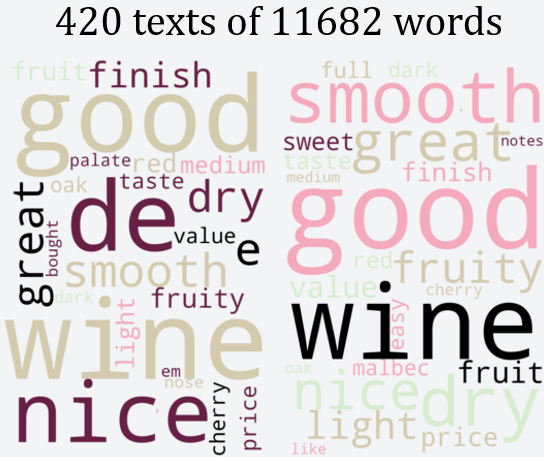 420 texts of 11682 words
fruit finish
good
palate red medium
oak taste
great bought de dry
value e
smooth
dark light fruity
wine
em
nose
nice cherry price
full dark
smooth
sweet great notes
taste finish
medium
good
red fruity
value cherry
wine easy
oak malbec fruit
nice dry
light price
like